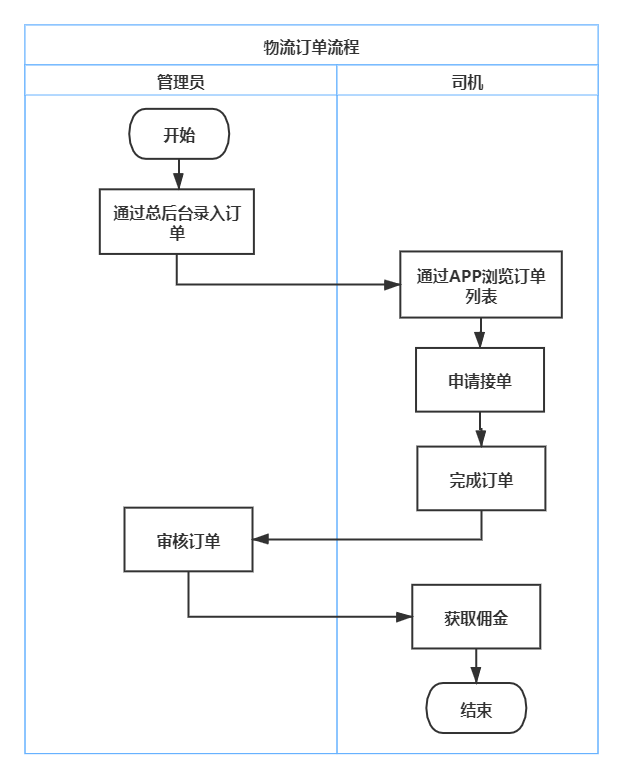 物流订单流程
管理员
司机
开始
通过总后台录入订
单
通过APP浏览订单
列表
申请接单
完成订单
审核订单
获取佣金
结束